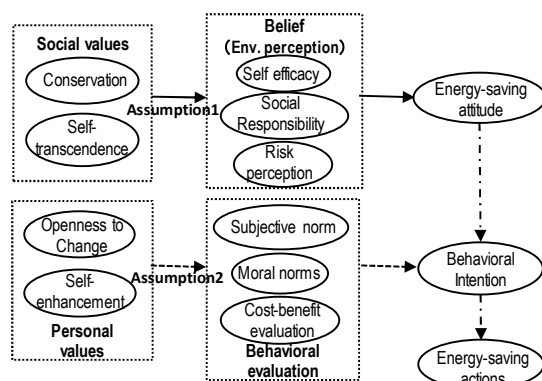 Social values
Conservation
Self-
transcendence
Assumption1
Belief
(Env. perception)
Self efficacy
Social
Responsibility
Risk
perception
Energy-saving
attitude
Openness to
Change
Self-
enhancement
Personal
values
Assumption2
Subjective norm
Moral norms
Cost-benefit
evaluation
Behavioral
evaluation
Behavioral
Intention
Energy-saving
actions